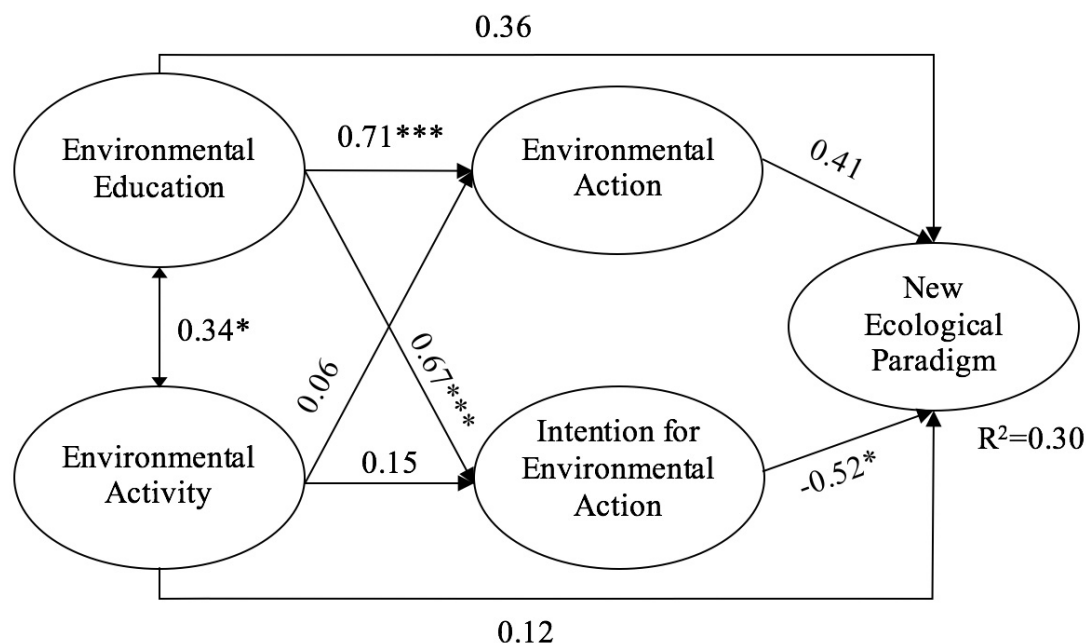 0.36
Environmental
Education
0.71***
Environmental
Action
0.41
0.34*
New
Ecological
Paradigm
0.67***
0.06
Environmental
Activity
0.15
Intention for
Environmental
Action
-0.52*
R²=0.30
0.12